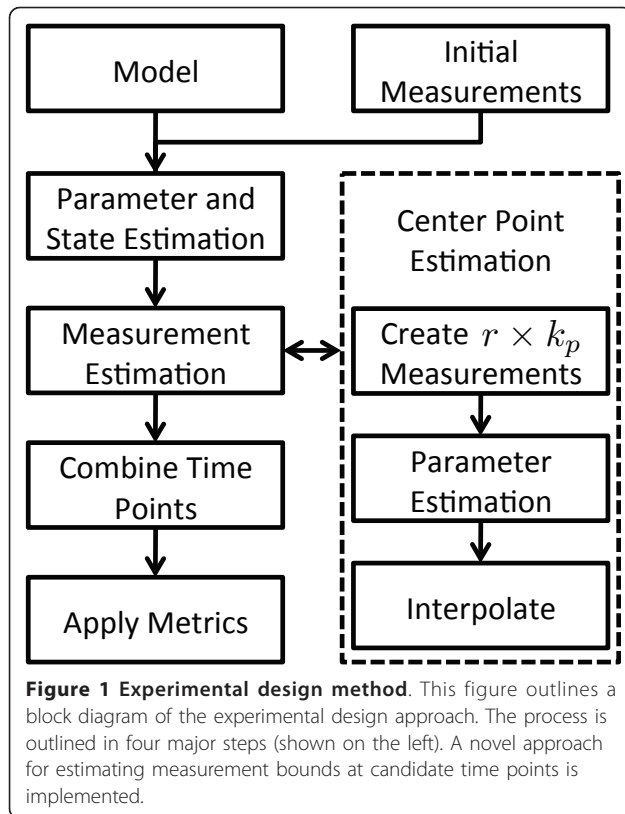 Model
Initial
Measurements
Parameter and
State Estimation
Center Point
Estimation
Measurement
Estimation
Create r × k_p
Measurements
Combine Time
Points
Parameter
Estimation
Apply Metrics
Interpolate
Figure 1 Experimental design method. This figure outlines a
block diagram of the experimental design approach. The process is
outlined in four major steps (shown on the left). A novel approach
for estimating measurement bounds at candidate time points is
implemented.